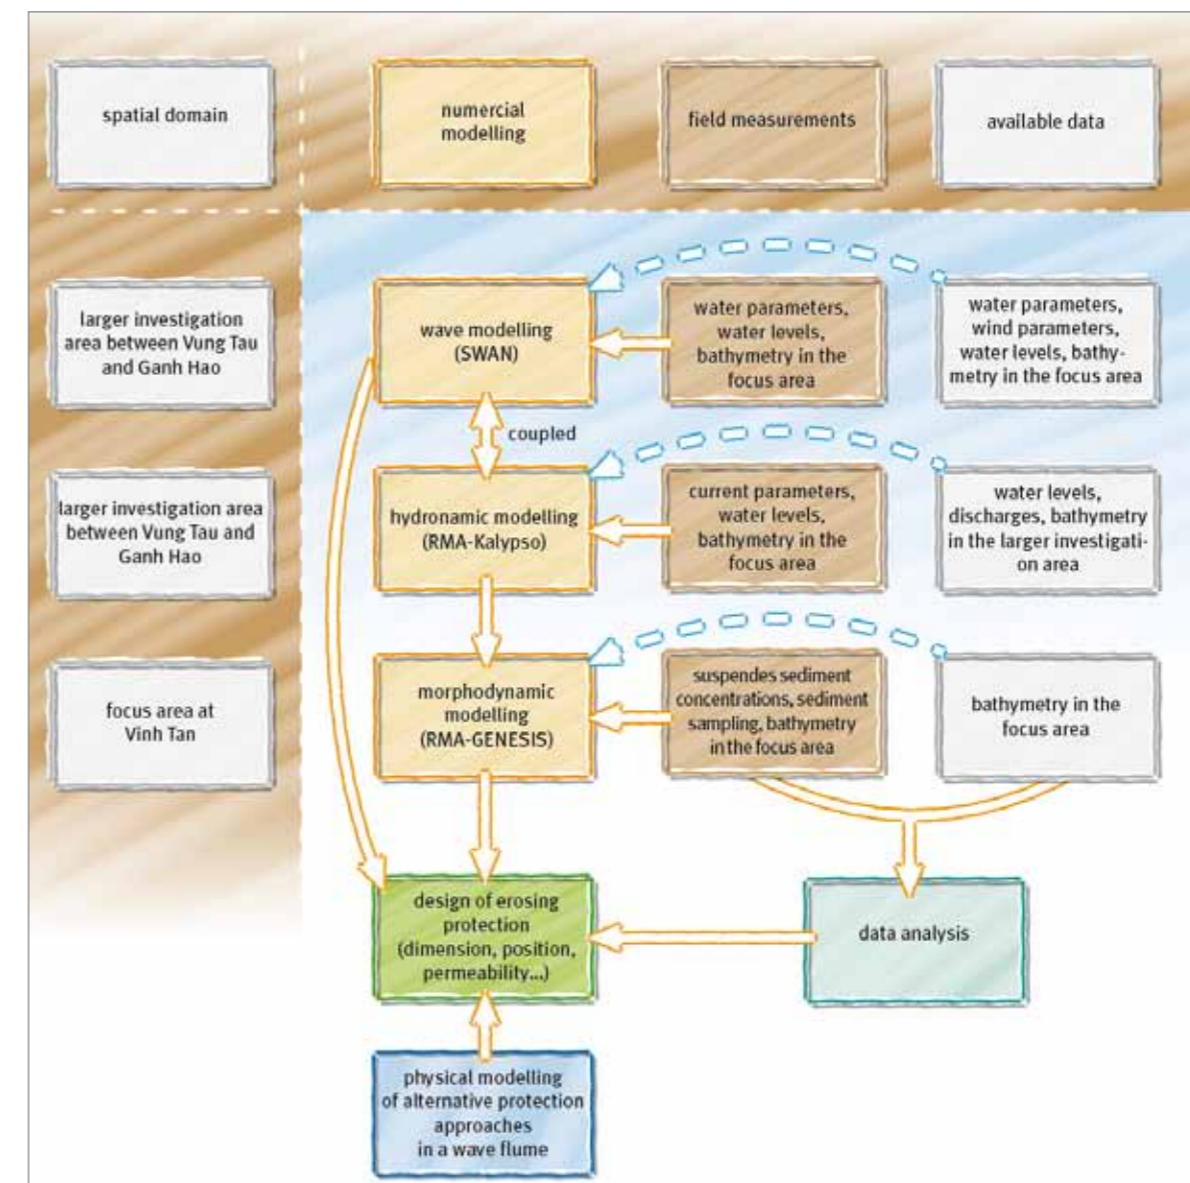 spatial domain
numercial
modelling
field measurements
available data
larger investigation
area between Vung Tau
and Ganh Hao
wave modelling
(SWAN)
water parameters,
water levels,
bathymetry in the
focus area
water parameters,
wind parameters,
water levels, bathy-
metry in the focus area
coupled
larger investigation area
between Vung Tau and
Ganh Hao
hydronamic modelling
(RMA-Kalypso)
current parameters,
water levels,
bathymetry in the
focus area
water levels,
discharges, bathymetry
in the larger investigati-
on area
focus area at
Vinh Tan
morphodynamic
modelling
(RMA-GENESIS)
suspendes sediment
concentrations, sediment
sampling, bathymetry
in the focus area
bathymetry in the
focus area
design of erosing
protection
(dimension, position,
permeability...)
data analysis
physical modelling
of alternative protection
approaches
in a wave flume